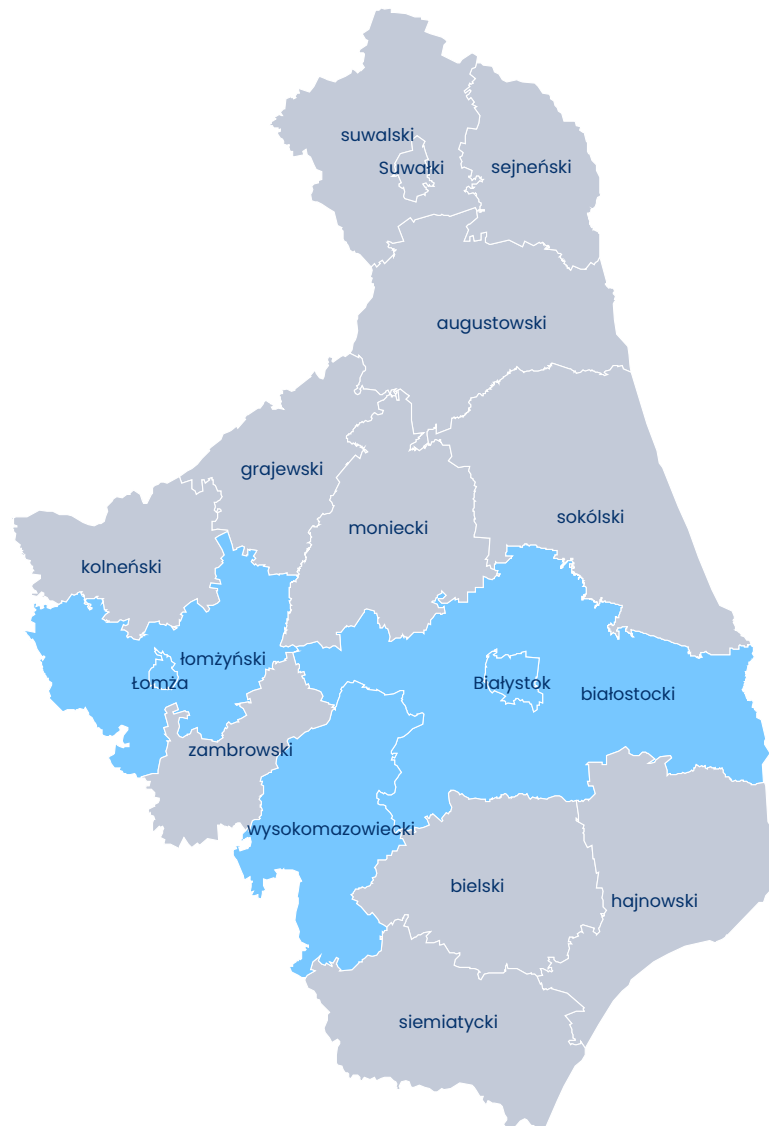 suwalski
Suwałki
sejneński
augustowski
grajewski
moniecki
sokólski
kolneński
łomżyński
Łomża
Białystok
białostocki
zambrowski
wysokomazowiecki
bielski
hajnowski
siemiatycki